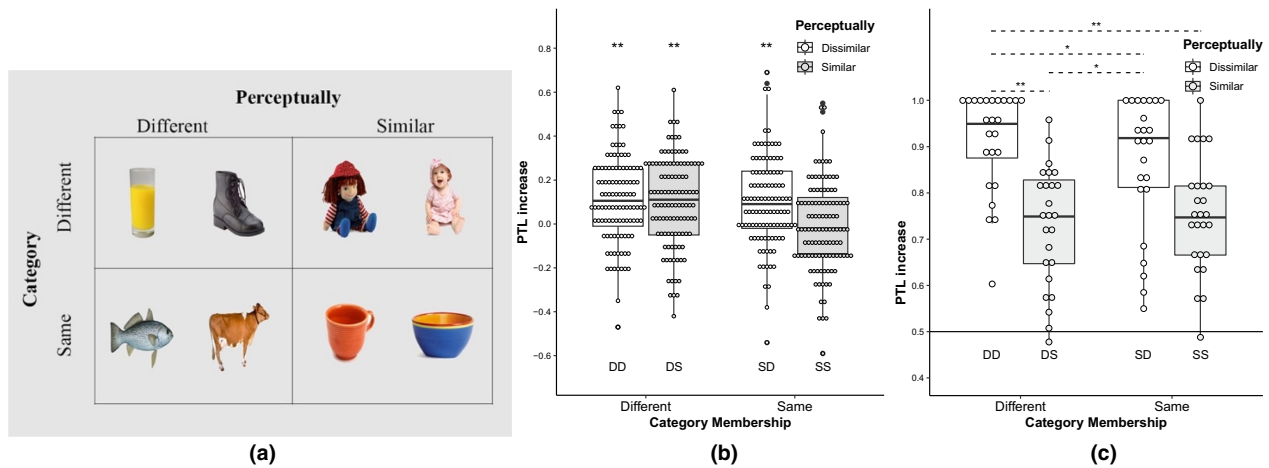 Perceptually
Different Similar
Category
Different
Same
(a)
PTL increase
0.8
0.6
0.4
0.2
0.0
−0.2
−0.4
−0.6
** ** **
Perceptually
Dissimilar
Similar
DD DS SD SS
Different Same
Category Membership
(b)
PTL increase
1.0
0.9
0.8
0.7
0.6
0.5
0.4
**
*
*
**
Perceptually
Dissimilar
Similar
DD DS SD SS
Different Same
Category Membership
(c)